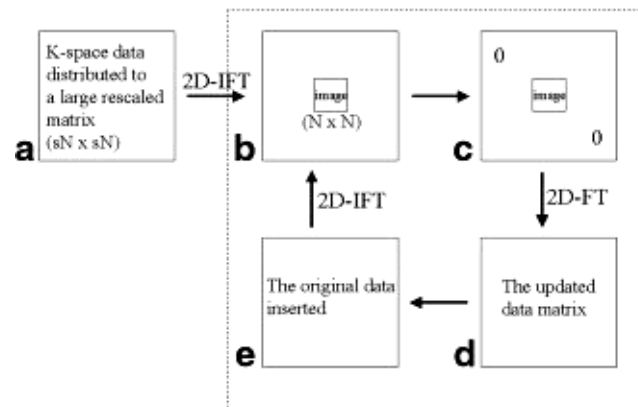 K-space data
distributed to
a large rescaled
matrix
(sN x sN)
a
2D-IFT
image
(N x N)
b
0
image
0
c
2D-IFT
2D-FT
The original data
inserted
e
The updated
data matrix
d